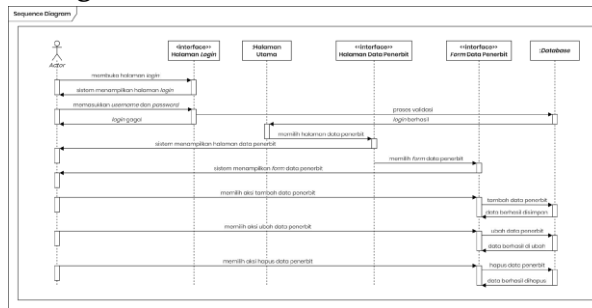 Sequence Diagram
Actor
<<interface>>
Halaman Login
:Halaman
Utama
<<interface>>
Halaman Data Penerbit
<<interface>>
Form Data Penerbit
:Database
membuka halaman login
sistem menampilkan halaman login
memasukkan username dan password
proses validasi
login gagal
login berhasil
memilih halaman data penerbit
sistem menampilkan halaman data penerbit
memilih form data penerbit
sistem menampilkan form data penerbit
memilih aksi tambah data penerbit
tambah data penerbit
data berhasil disimpan
memilih aksi ubah data penerbit
ubah data penerbit
data berhasil di ubah
memilih aksi hapus data penerbit
hapus data penerbit
data berhasil dihapus